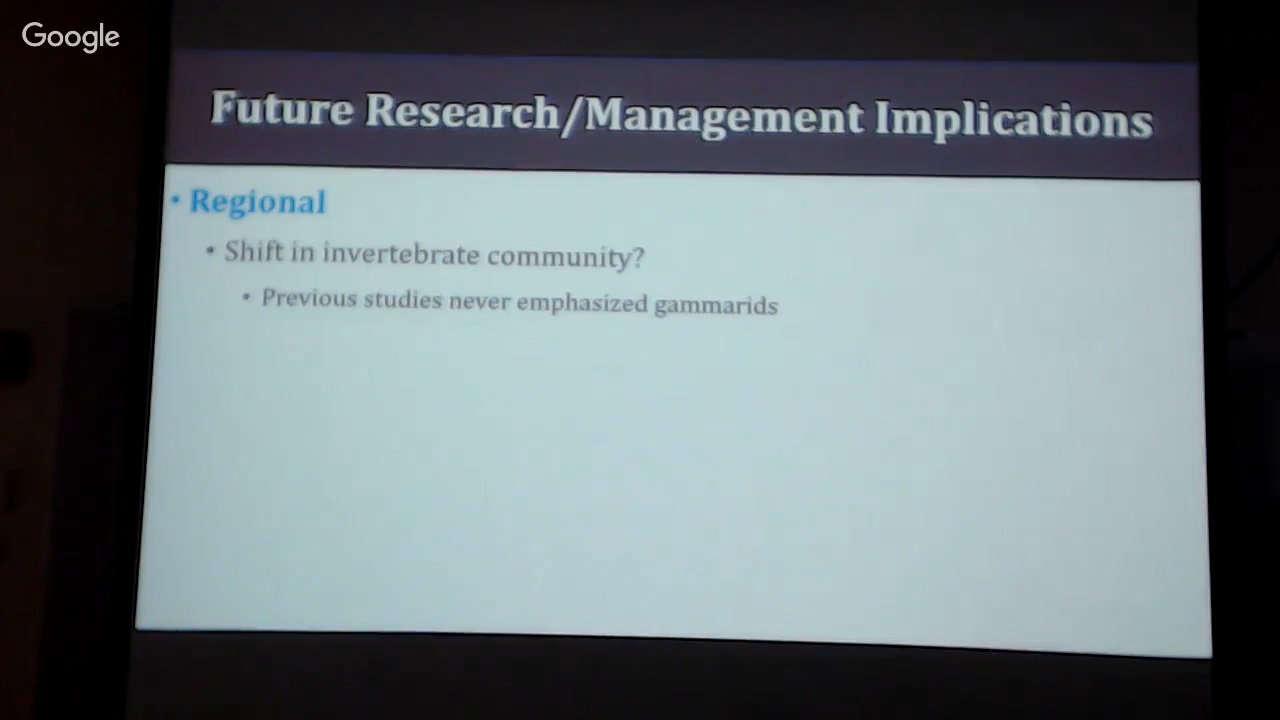 Google
Future Research/Management Implications
• Regional
• Shift in invertebrate community?
• Previous studies never emphasized gammarids